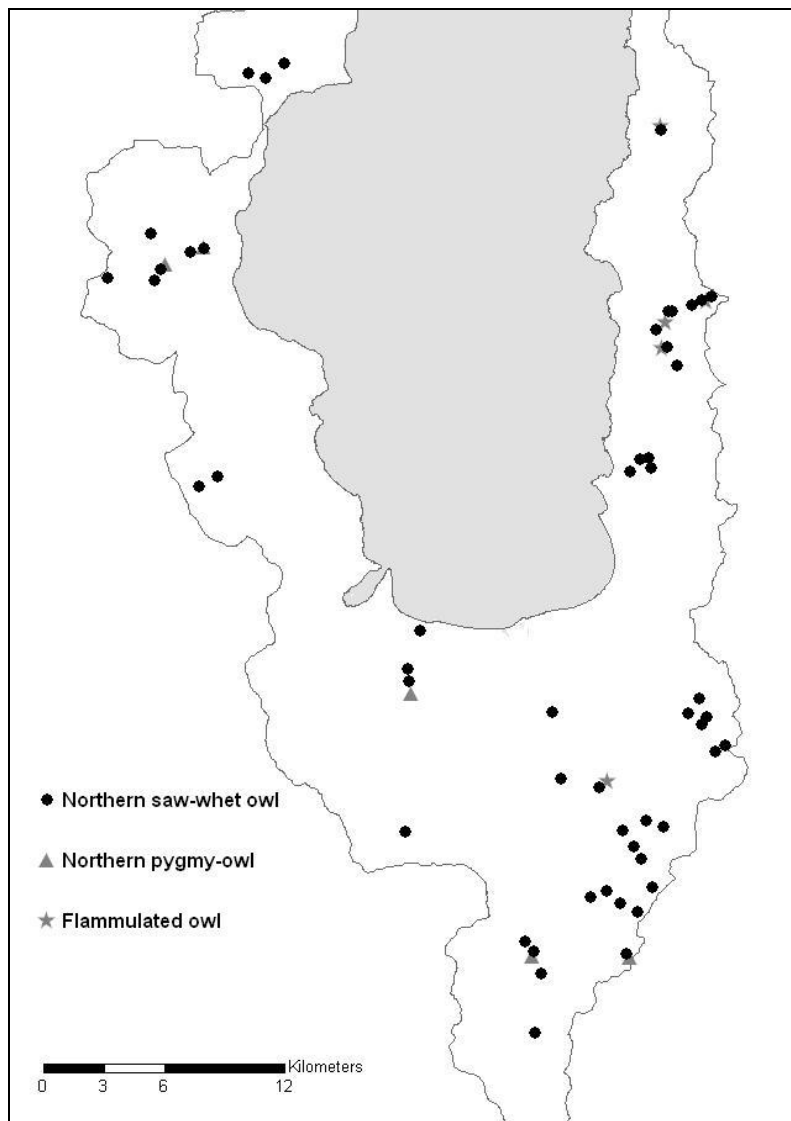 Northern saw-whet owl
Northern pygmy-owl
Flammulated owl
Kilometers
0 3 6 12